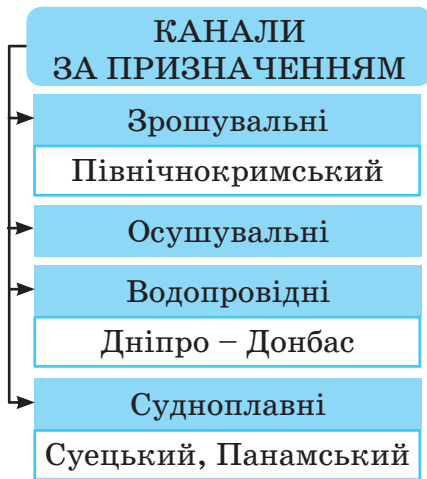 КАНАЛИ
ЗА ПРИЗНАЧЕННЯМ
Зрошувальні
Північнокримський
Осушувальні
Водопровідні
Дніпро – Донбас
Судноплавні
Суецький, Панамський